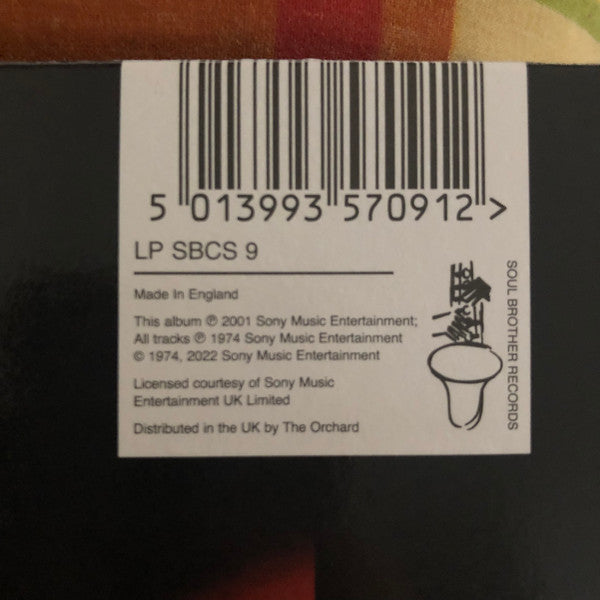 5 013993 570912 >
LP SBCS 9
Made In England
This album ℗ 2001 Sony Music Entertainment;
All tracks ℗ 1974 Sony Music Entertainment
© 1974, 2022 Sony Music Entertainment
Licensed courtesy of Sony Music
Entertainment UK Limited
Distributed in the UK by The Orchard
SOUL BROTHER RECORDS